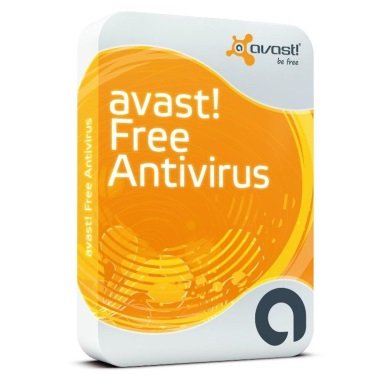 avast!
be free
avast!
Free
Antivirus
avast! Free Antivirus
a